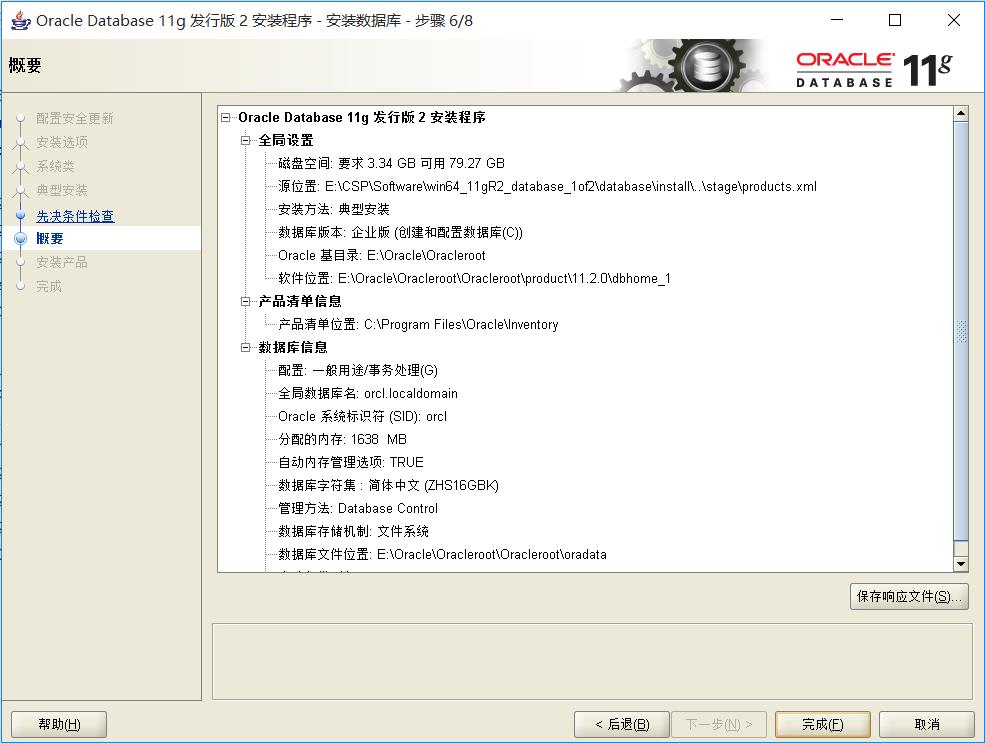 Oracle Database 11g 发行版 2 安装程序 - 安装数据库 - 步骤 6/8
概要
ORACLE DATABASE 11g
配置安全更新
安装选项
系统类
典型安装
先决条件检查
概要
安装产品
完成
Oracle Database 11g 发行版 2 安装程序
全局设置
磁盘空间: 要求 3.34 GB 可用 79.27 GB
源位置: E:\CSP\Software\win64_11gR2_database_1of2\database\install\..\stage\products.xml
安装方法: 典型安装
数据库版本: 企业版 (创建和配置数据库(C))
Oracle 基目录: E:\Oracle\Oracleroot
软件位置: E:\Oracle\Oracleroot\Oracleroot\product\11.2.0\dbhome_1
产品清单信息
产品清单位置: C:\Program Files\Oracle\Inventory
数据库信息
配置: 一般用途/事务处理(G)
全局数据库名: orcl.localdomain
Oracle 系统标识符 (SID): orcl
分配的内存: 1638 MB
自动内存管理选项: TRUE
数据库字符集 : 简体中文 (ZHS16GBK)
管理方法: Database Control
数据库存储机制: 文件系统
数据库文件位置: E:\Oracle\Oracleroot\Oracleroot\oradata
保存响应文件(S)...
帮助(H)
< 后退(B)
下一步(N) >
完成(F)
取消